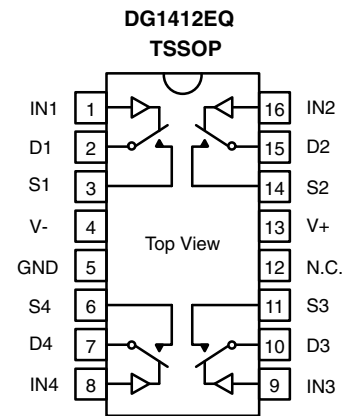 DG1412EQ
TSSOP
IN1 1 16 IN2
D1 2 15 D2
S1 3 14 S2
V- 4 13 V+
Top View
GND 5 12 N.C.
S4 6 11 S3
D4 7 10 D3
IN4 8 9 IN3